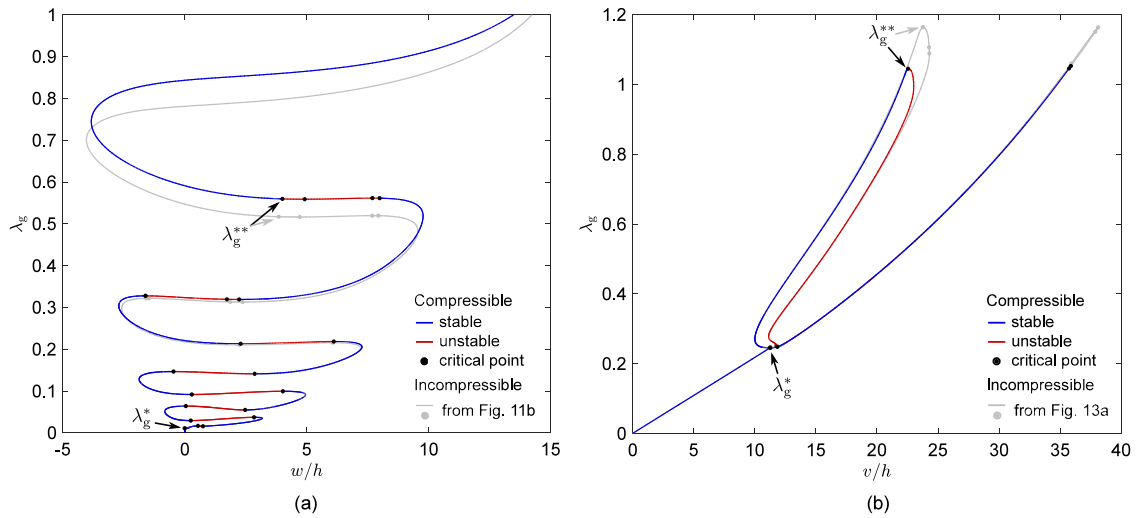 1
0.9
0.8
0.7
0.6
0.5
0.4
0.3
0.2
0.1
0
λg
-5
0
5
10
15
w/h
λg**
λg*
Compressible
stable
unstable
critical point
Incompressible
from Fig. 11b
(a)
1.2
1
0.8
0.6
0.4
0.2
0
λg
0
5
10
15
20
25
30
35
40
v/h
λg**
λg*
Compressible
stable
unstable
critical point
Incompressible
from Fig. 13a
(b)